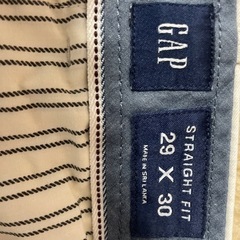 GAP
STRAIGHT FIT
29 X 30
MADE IN SRI LANKA